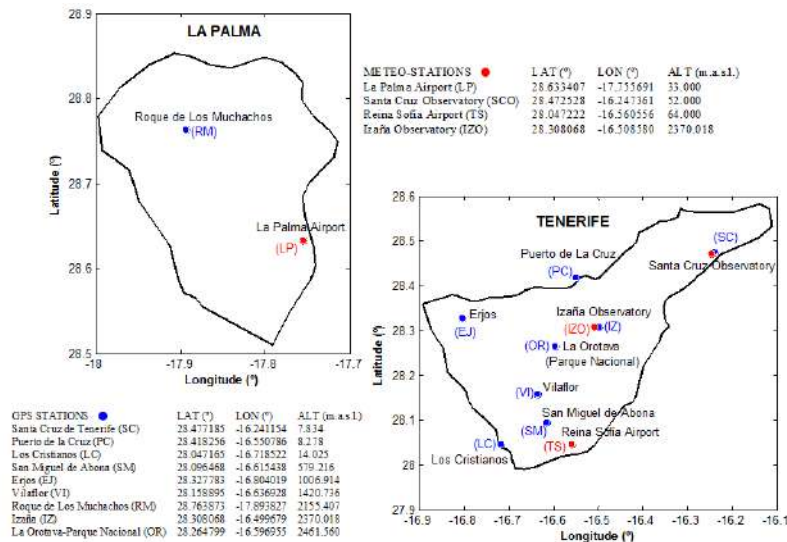 LA PALMA
28.9
28.8
28.7
28.6
28.5
Latitude (º)
Roque de Los Muchachos
(RM)
La Palma Airport
(LP)
-18 -17.9 -17.8 -17.7
Longitude (º)
METEO-STATIONS LAT (º) LON (º) ALT (m.a.s.l.)
La Palma Airport (LP) 28.633407 -17.755691 33.000
Santa Cruz Observatory (SCO) 28.472528 -16.247361 52.000
Reina Sofía Airport (TS) 28.047222 -16.560556 64.000
Izaña Observatory (IZO) 28.308068 -16.508580 2370.018
TENERIFE
28.6
28.5
28.4
28.3
28.2
28.1
28
27.9
Latitude (º)
(SC)
Santa Cruz Observatory
Puerto de La Cruz
(PC)
Erjos
(EJ)
Izaña Observatory
(IZO) (IZ)
(OR) La Orotava
(Parque Nacional)
Vilaflor
(VI)
San Miguel de Abona
(SM) Reina Sofia Airport
(LC) (TS)
Los Cristianos
-16.9 -16.8 -16.7 -16.6 -16.5 -16.4 -16.3 -16.2 -16.1
Longitude (º)
GPS STATIONS LAT (º) LON (º) ALT (m.a.s.l.)
Santa Cruz de Tenerife (SC) 28.477185 -16.241154 7.834
Puerto de la Cruz (PC) 28.418256 -16.550786 8.278
Los Cristianos (LC) 28.047165 -16.718522 14.025
San Miguel de Abona (SM) 28.096468 -16.615438 579.216
Erjos (EJ) 28.327783 -16.804019 1006.914
Vilaflor (VI) 28.158895 -16.636928 1420.736
Roque de Los Muchachos (RM) 28.763873 -17.893827 2155.407
Izaña (IZ) 28.308068 -16.499679 2370.018
La Orotava-Parque Nacional (OR) 28.264799 -16.596955 2461.560